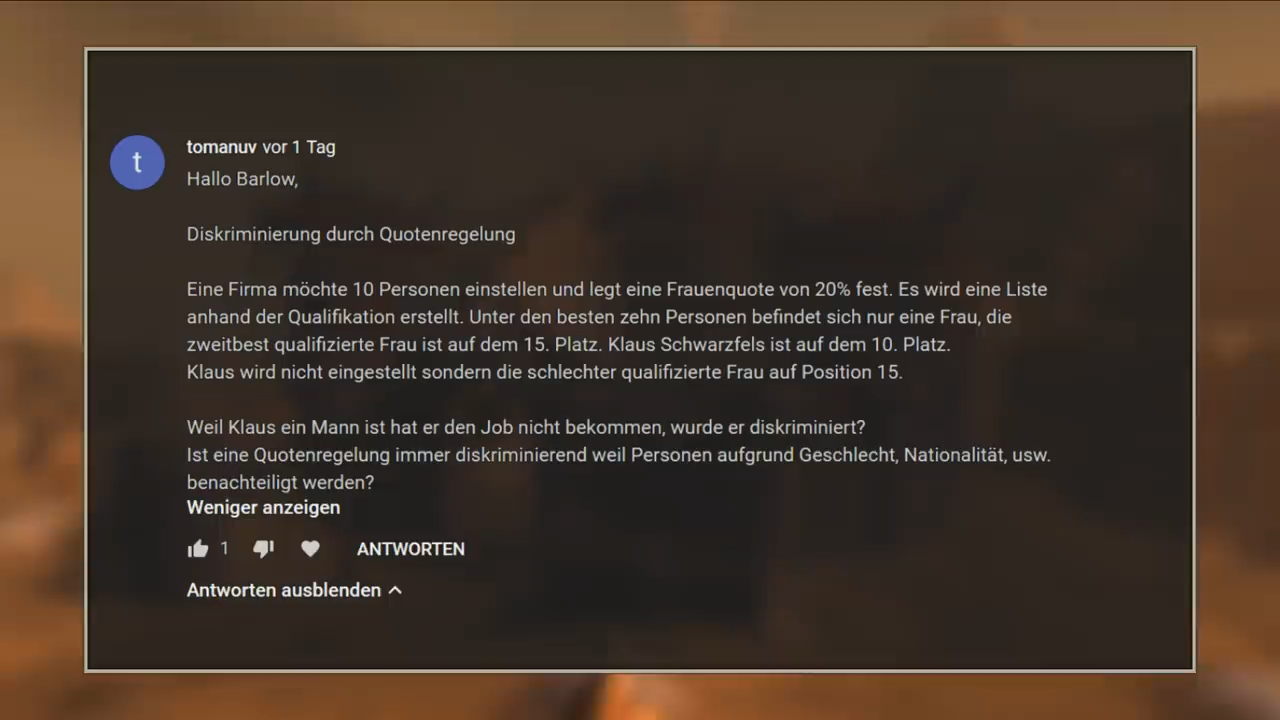 t
tomanuv vor 1 Tag
Hallo Barlow,
Diskriminierung durch Quotenregelung
Eine Firma möchte 10 Personen einstellen und legt eine Frauenquote von 20% fest. Es wird eine Liste
anhand der Qualifikation erstellt. Unter den besten zehn Personen befindet sich nur eine Frau, die
zweitbest qualifizierte Frau ist auf dem 15. Platz. Klaus Schwarzfels ist auf dem 10. Platz.
Klaus wird nicht eingestellt sondern die schlechter qualifizierte Frau auf Position 15.
Weil Klaus ein Mann ist hat er den Job nicht bekommen, wurde er diskriminiert?
Ist eine Quotenregelung immer diskriminierend weil Personen aufgrund Geschlecht, Nationalität, usw.
benachteiligt werden?
Weniger anzeigen
1 ANTWORTEN
Antworten ausblenden